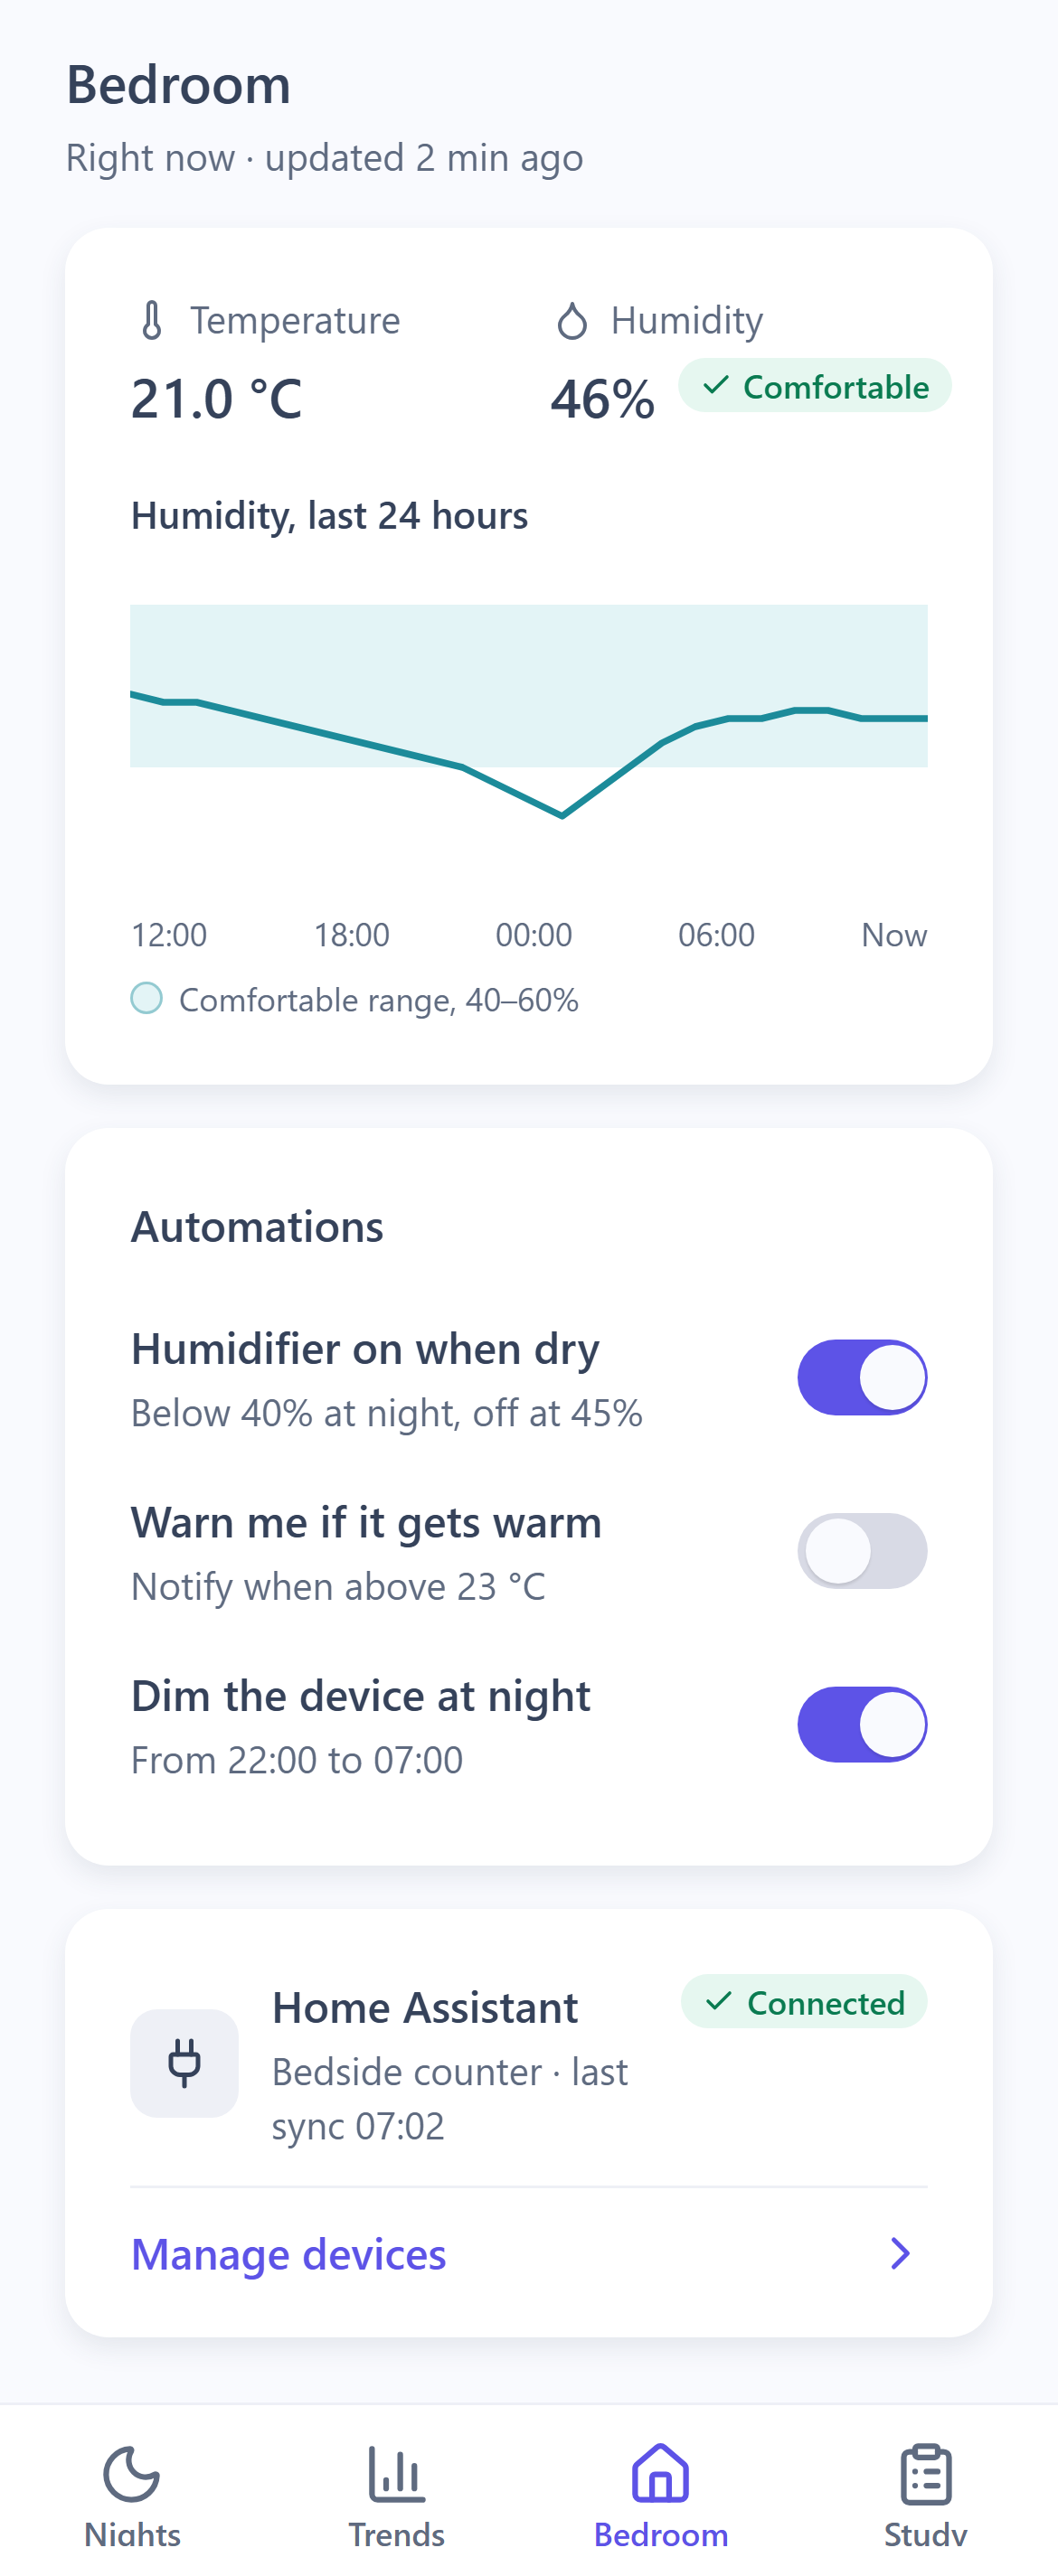 Bedroom
Right now · updated 2 min ago
Temperature
Humidity
21.0 °C
46%
Comfortable
Humidity, last 24 hours
12:00 18:00 00:00 06:00 Now
Comfortable range, 40–60%
Automations
Humidifier on when dry
Below 40% at night, off at 45%
Warn me if it gets warm
Notify when above 23 °C
Dim the device at night
From 22:00 to 07:00
Home Assistant
Connected
Bedside counter · last
sync 07:02
Manage devices
Nights Trends Bedroom Study